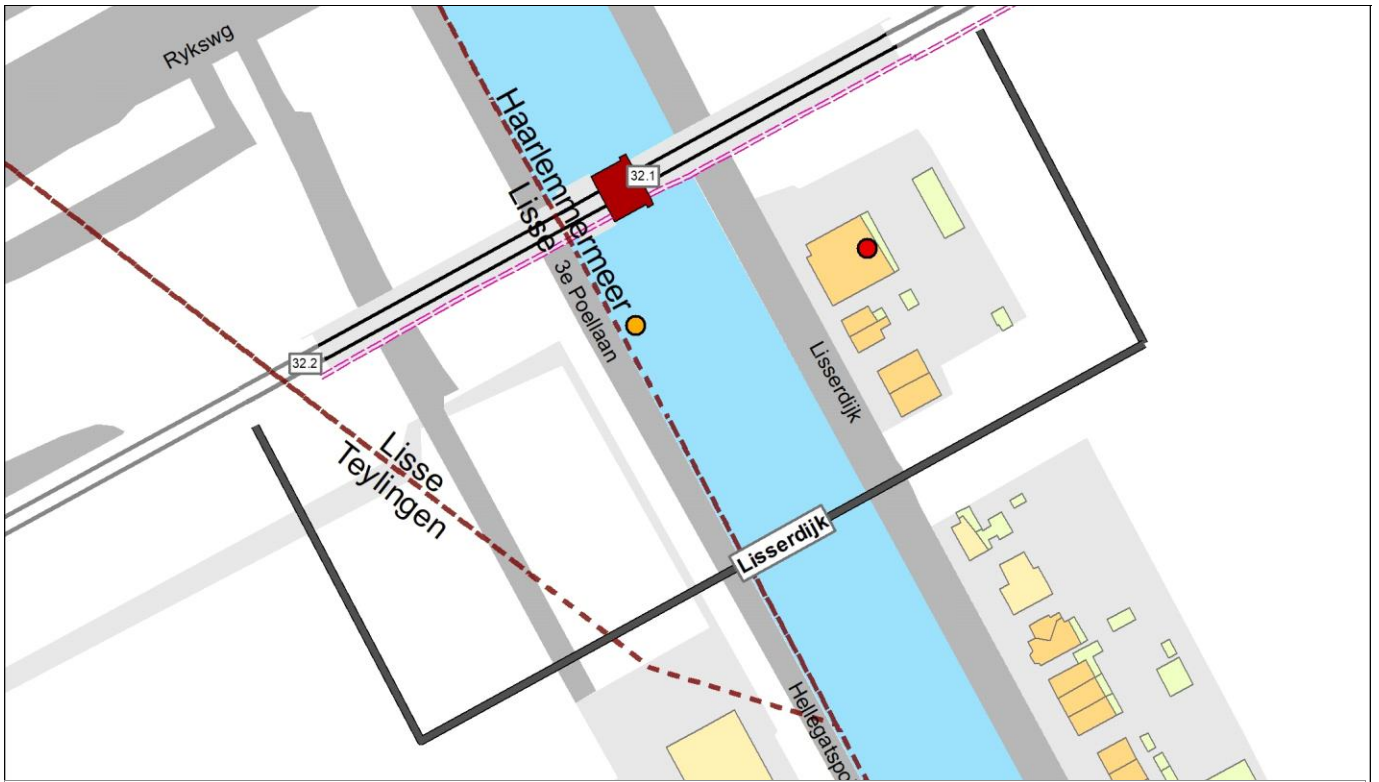 Rykswg
Haarlemmermeer
Lisse
32.1
3e Poellaan
32.2
Lisserdijk
Lisse
Teylingen
Lisserdijk
Hellegatspo